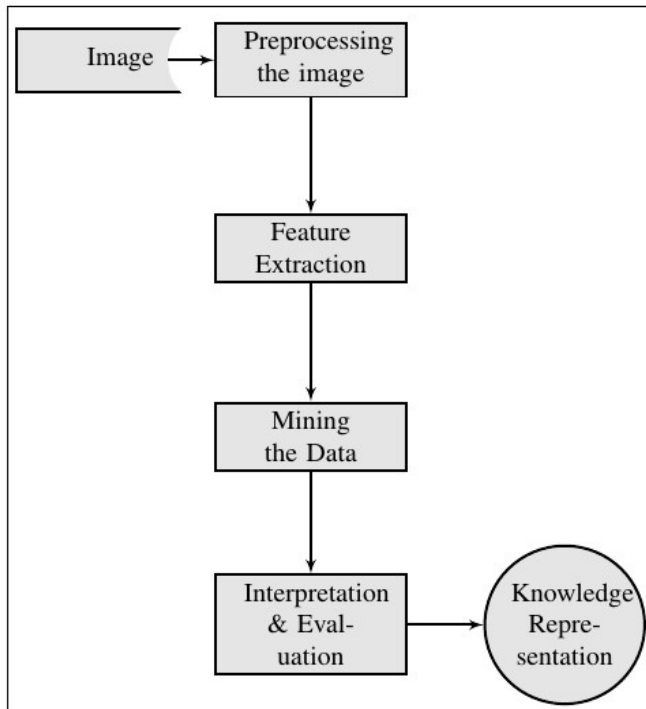 Image
Preprocessing
the image
Feature
Extraction
Mining
the Data
Interpretation
& Eval-
uation
Knowledge
Repre-
sentation